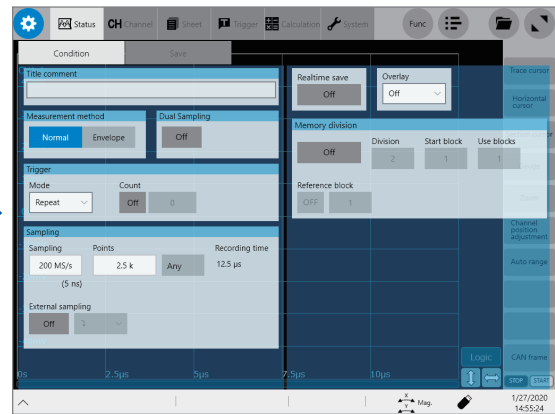 Status CH Channel Sheet Trigger Calculation System Func
Condition Save
Title comment
Realtime save Overlay
Off Off
Measurement method Dual Sampling
Normal Envelope Off
Memory division
Off Division Start block Use blocks
2 1 1
Reference block
OFF 1
Trigger
Mode Count
Repeat Off 0
Sampling
Sampling Points Recording time
200 MS/s 2.5 k Any 12.5 µs
(5 ns)
External sampling
Off
Trace cursor
Horizontal
cursor
Zoom
Channel
position
adjustment
Auto range
Logic CAN frame
0s 2.5µs 5µs 7.5µs 10µs
STOP START
X
Y Mag.
1/27/2020
14:55:24